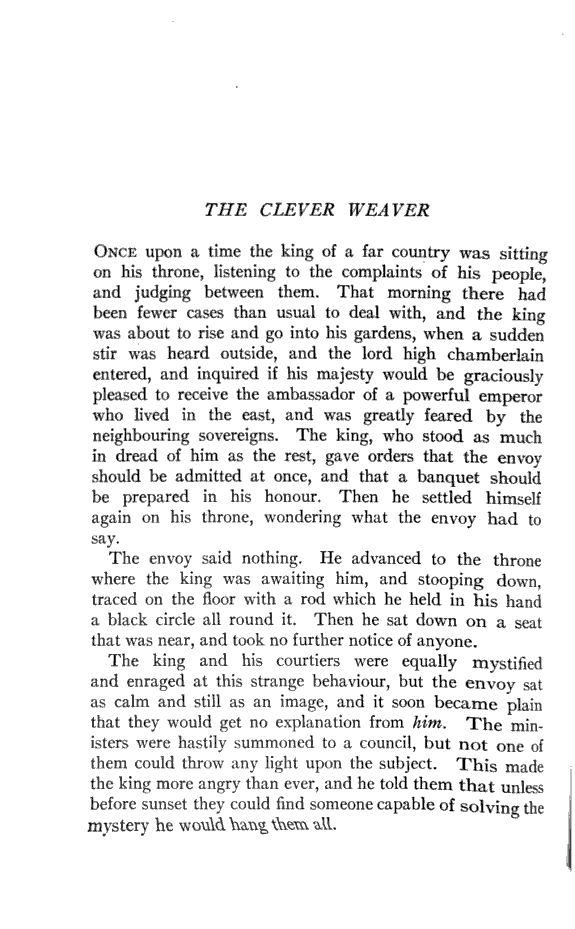 THE CLEVER WEAVER
ONCE upon a time the king of a far country was sitting
on his throne, listening to the complaints of his people,
and judging between them. That morning there had
been fewer cases than usual to deal with, and the king
was about to rise and go into his gardens, when a sudden
stir was heard outside, and the lord high chamberlain
entered, and inquired if his majesty would be graciously
pleased to receive the ambassador of a powerful emperor
who lived in the east, and was greatly feared by the
neighbouring sovereigns. The king, who stood as much
in dread of him as the rest, gave orders that the envoy
should be admitted at once, and that a banquet should
be prepared in his honour. Then he settled himself
again on his throne, wondering what the envoy had to
say.
The envoy said nothing. He advanced to the throne
where the king was awaiting him, and stooping down,
traced on the floor with a rod which he held in his hand
a black circle all round it. Then he sat down on a seat
that was near, and took no further notice of anyone.
The king and his courtiers were equally mystified
and enraged at this strange behaviour, but the envoy sat
as calm and still as an image, and it soon became plain
that they would get no explanation from him. The min-
isters were hastily summoned to a council, but not one of
them could throw any light upon the subject. This made
the king more angry than ever, and he told them that unless
before sunset they could find someone capable of solving the
mystery he would hang them all.